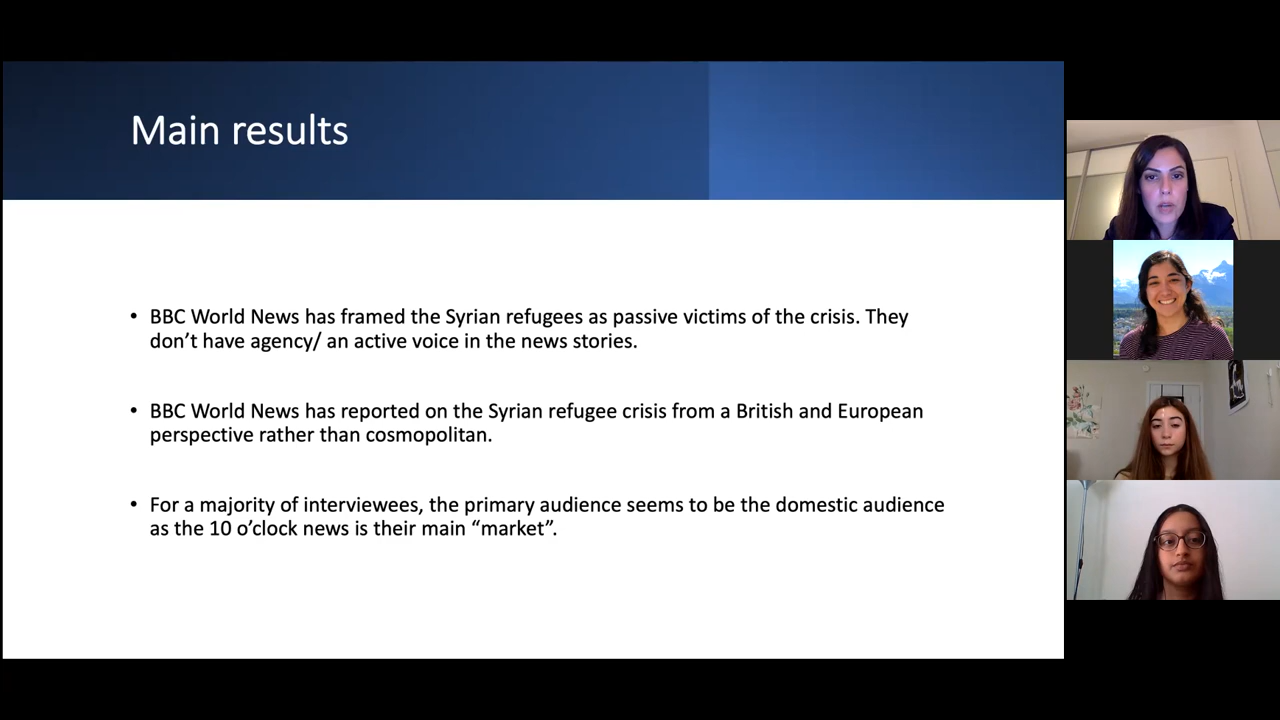 Main results
• BBC World News has framed the Syrian refugees as passive victims of the crisis. They
don’t have agency/ an active voice in the news stories.
• BBC World News has reported on the Syrian refugee crisis from a British and European
perspective rather than cosmopolitan.
• For a majority of interviewees, the primary audience seems to be the domestic audience
as the 10 o’clock news is their main “market”.